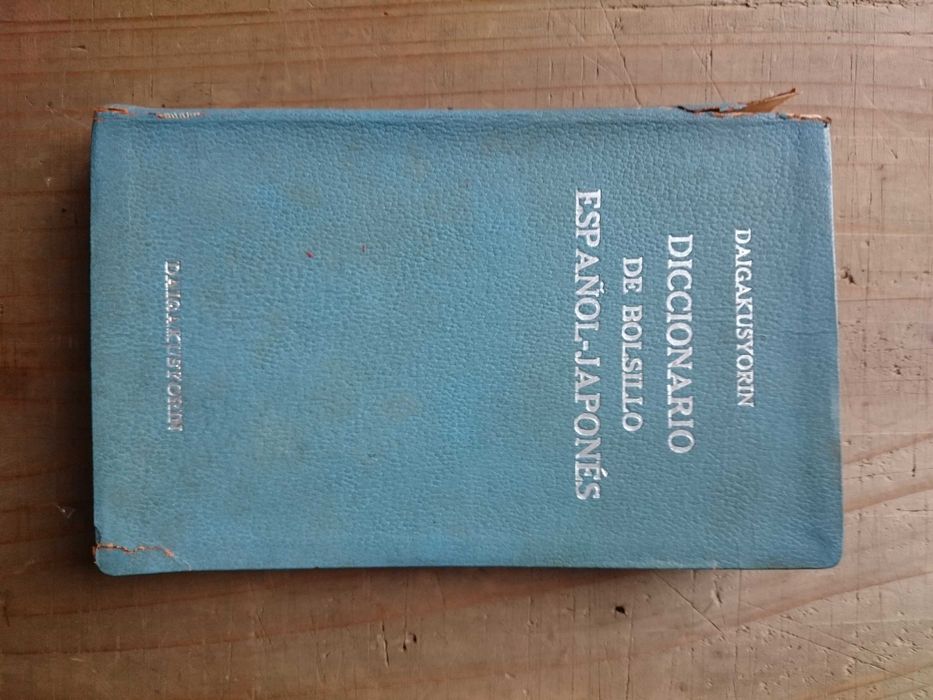 DAIGAKUSYORIN
DICCIONARIO
DE BOLSILLO
ESPAÑOL-JAPONÉS
DAIGAKUSYORIN